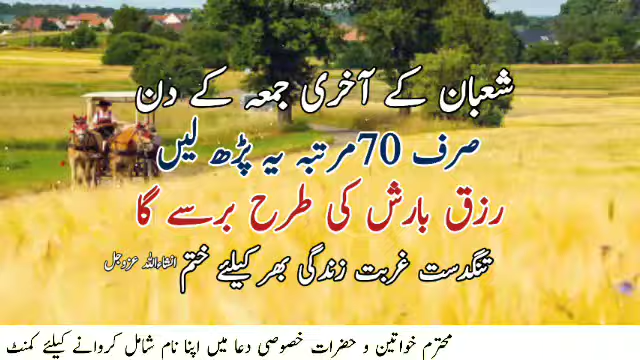 شعبان کے آخری جمعہ کے دن
صرف 70 مرتبہ یہ پڑھ لیں
رزق بارش کی طرح برسے گا
تنگدست غربت زندگی بھر کیلئے ختم انشاءاللہ عزوجل
محترم خواتین و حضرات خصوصی دعا میں اپنا نام شامل کروانے کیلئے کمنٹ